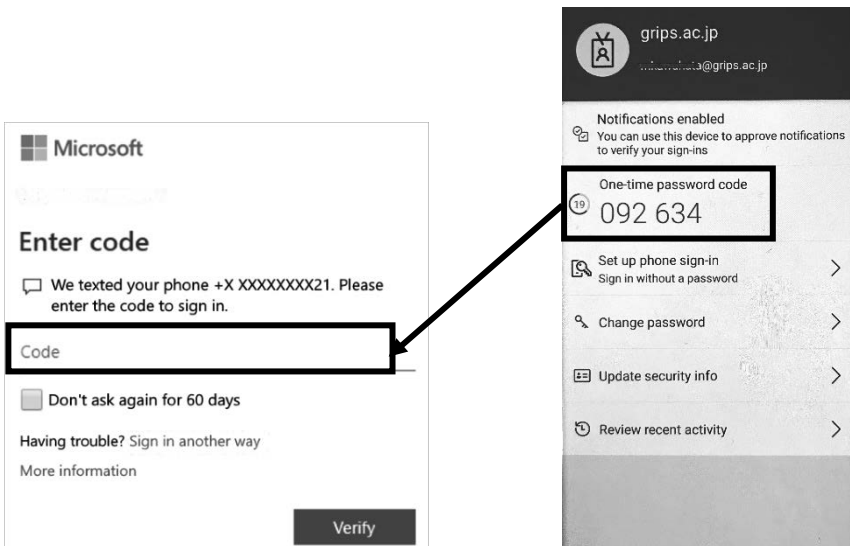 Microsoft
Enter code
We texted your phone +X XXXXXXXX21. Please
enter the code to sign in.
Code
Don't ask again for 60 days
Having trouble? Sign in another way
More information
Verify
grips.ac.jp
@grips.ac.jp
Notifications enabled
You can use this device to approve notifications
to verify your sign-ins
One-time password code
19
092 634
Set up phone sign-in
Sign in without a password
Change password
Update security info
Review recent activity